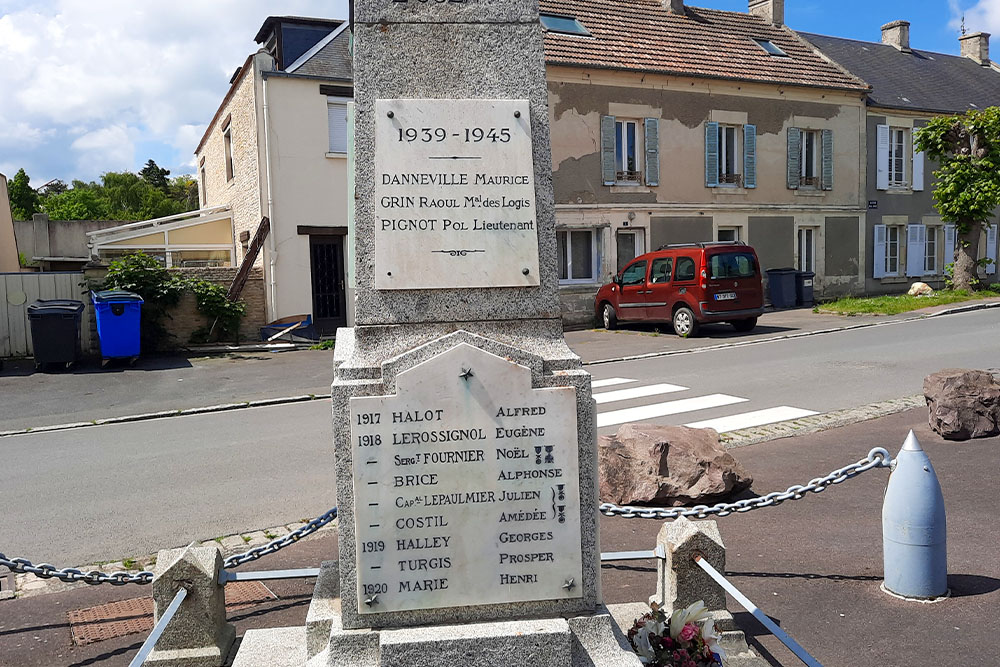 1939-1945
DANNEVILLE MAURICE
GRIN RAOUL Mᵃˡ DES LOGIS
PIGNOT POL LIEUTENANT
1917 HALOT ALFRED
1918 LEROSSIGNOL EUGÈNE
– SERGᵀ FOURNIER NOËL
– BRICE ALPHONSE
– CAPᵃˡ LEPAULMIER JULIEN
– COSTIL AMÉDÉE
1919 HALLEY GEORGES
– TURGIS PROSPER
1920 MARIE HENRI